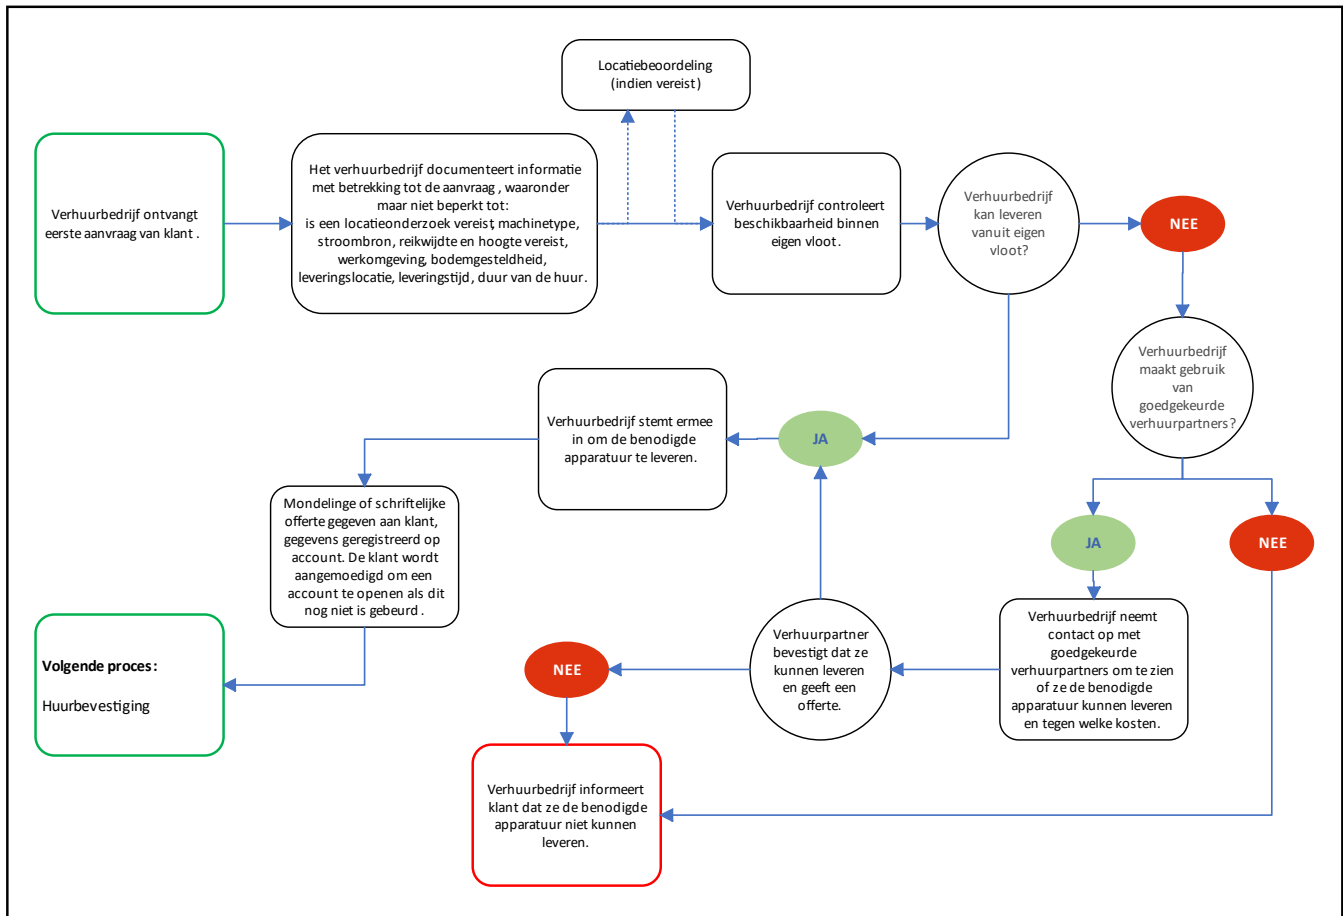 Locatiebeoordeling
(indien vereist)
Verhuurbedrijf ontvangt
eerste aanvraag van klant .
Het verhuurbedrijf documenteert informatie
met betrekking tot de aanvraag , waaronder
maar niet beperkt tot:
is een locatieonderzoek vereist, machinetype,
stroombron, reikwijdte en hoogte vereist,
werkomgeving, bodemgesteldheid,
leveringslocatie, leveringstijd, duur van de huur.
Verhuurbedrijf controleert
beschikbaarheid binnen
eigen vloot.
Verhuurbedrijf
kan leveren
vanuit eigen
vloot?
NEE
Verhuurbedrijf
maakt gebruik
van
goedgekeurde
verhuurpartners?
Verhuurbedrijf stemt ermee
in om de benodigde
apparatuur te leveren.
JA
Mondelinge of schriftelijke
offerte gegeven aan klant,
gegevens geregistreerd op
account. De klant wordt
aangemoedigd om een
account te openen als dit
nog niet is gebeurd .
JA
NEE
Verhuurbedrijf neemt
contact op met
goedgekeurde
verhuurpartners om te zien
of ze de benodigde
apparatuur kunnen leveren
en tegen welke kosten.
Verhuurpartner
bevestigt dat ze
kunnen leveren
en geeft een
offerte.
NEE
Volgende proces:
Huurbevestiging
Verhuurbedrijf informeert
klant dat ze de benodigde
apparatuur niet kunnen
leveren.